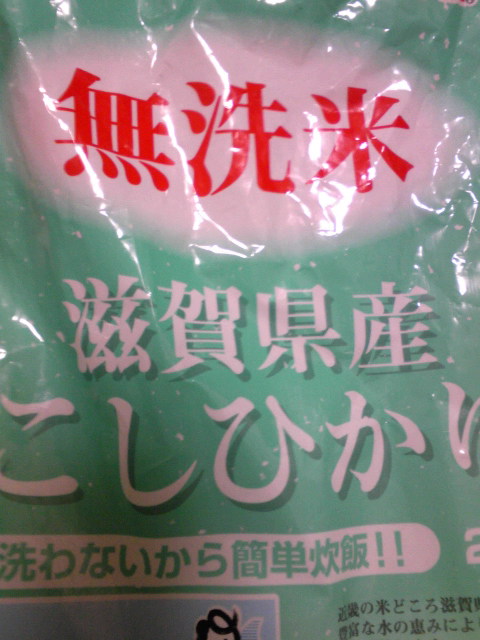 無洗米
滋賀県産
こしひかり
洗わないから簡単炊飯!!
2
近畿の米どころ滋賀
豊富な水の恵みによ